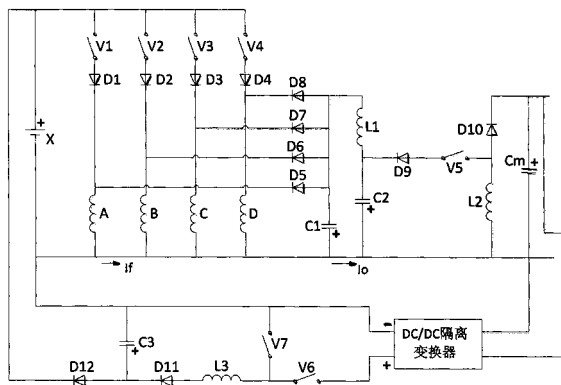 V1 V2 V3 V4
D1 D2 D3 D4
D8
D7
D6
D5
L1
D10
X
D9
V5
Cm
A B C D
C1
C2
L2
If
Io
C3
V7
DC/DC隔离
变换器
D12
D11
L3
V6